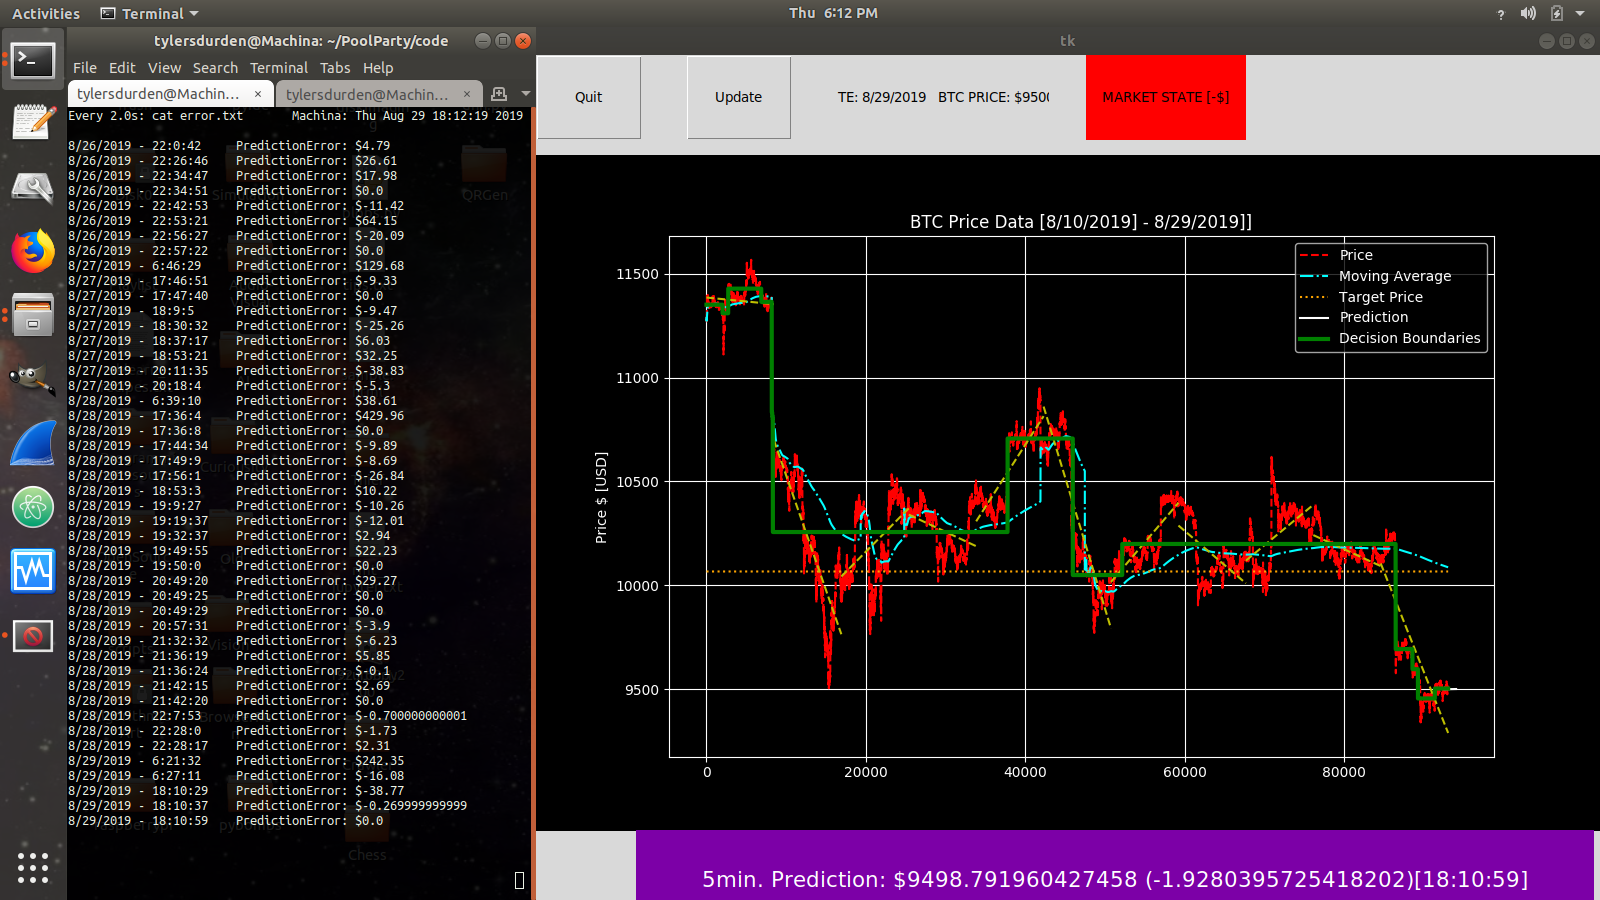 Activities
Terminal
Thu 6:12 PM
tylersdurden@Machina: ~/PoolParty/code
File Edit View Search Terminal Tabs Help
tylersdurden@Machin...
tylersdurden@Machin...
Every 2.0s: cat error.txt Machina: Thu Aug 29 18:12:19 2019
8/26/2019 - 22:0:42 PredictionError: $4.79
8/26/2019 - 22:26:46 PredictionError: $26.61
8/26/2019 - 22:34:47 PredictionError: $17.98
8/26/2019 - 22:34:51 PredictionError: $0.0
8/26/2019 - 22:42:53 PredictionError: $-11.42
8/26/2019 - 22:53:21 PredictionError: $64.15
8/26/2019 - 22:56:27 PredictionError: $-20.09
8/26/2019 - 22:57:22 PredictionError: $0.0
8/27/2019 - 6:46:29 PredictionError: $129.68
8/27/2019 - 17:46:51 PredictionError: $-9.33
8/27/2019 - 17:47:40 PredictionError: $0.0
8/27/2019 - 18:9:5 PredictionError: $-9.47
8/27/2019 - 18:30:32 PredictionError: $-25.26
8/27/2019 - 18:37:17 PredictionError: $6.03
8/27/2019 - 18:53:21 PredictionError: $32.25
8/27/2019 - 20:11:35 PredictionError: $-38.83
8/27/2019 - 20:18:4 PredictionError: $-5.3
8/28/2019 - 6:39:10 PredictionError: $38.61
8/28/2019 - 17:36:4 PredictionError: $429.96
8/28/2019 - 17:36:8 PredictionError: $0.0
8/28/2019 - 17:44:34 PredictionError: $-9.89
8/28/2019 - 17:49:9 PredictionError: $-8.69
8/28/2019 - 17:56:1 PredictionError: $-26.84
8/28/2019 - 18:53:3 PredictionError: $10.22
8/28/2019 - 19:9:27 PredictionError: $-10.26
8/28/2019 - 19:19:37 PredictionError: $-12.01
8/28/2019 - 19:32:37 PredictionError: $2.94
8/28/2019 - 19:49:55 PredictionError: $22.23
8/28/2019 - 19:50:0 PredictionError: $0.0
8/28/2019 - 20:49:20 PredictionError: $29.27
8/28/2019 - 20:49:25 PredictionError: $0.0
8/28/2019 - 20:49:29 PredictionError: $0.0
8/28/2019 - 20:57:31 PredictionError: $-3.9
8/28/2019 - 21:32:32 PredictionError: $-6.23
8/28/2019 - 21:36:19 PredictionError: $5.85
8/28/2019 - 21:36:24 PredictionError: $-0.1
8/28/2019 - 21:42:15 PredictionError: $2.69
8/28/2019 - 21:42:20 PredictionError: $0.0
8/28/2019 - 22:7:53 PredictionError: $-0.700000000001
8/28/2019 - 22:28:0 PredictionError: $-1.73
8/28/2019 - 22:28:17 PredictionError: $2.31
8/29/2019 - 6:21:32 PredictionError: $242.35
8/29/2019 - 6:27:11 PredictionError: $-16.08
8/29/2019 - 18:10:29 PredictionError: $-38.77
8/29/2019 - 18:10:37 PredictionError: $-0.269999999999
8/29/2019 - 18:10:59 PredictionError: $0.0
QRGen
Chess
tk
Quit
Update
TE: 8/29/2019 BTC PRICE: $950
MARKET STATE [-$]
BTC Price Data [8/10/2019] - 8/29/2019]]
Price
Moving Average
Target Price
Prediction
Decision Boundaries
Price $ [USD]
11500
11000
10500
10000
9500
0 20000 40000 60000 80000
5min. Prediction: $9498.791960427458 (-1.9280395725418202)[18:10:59]